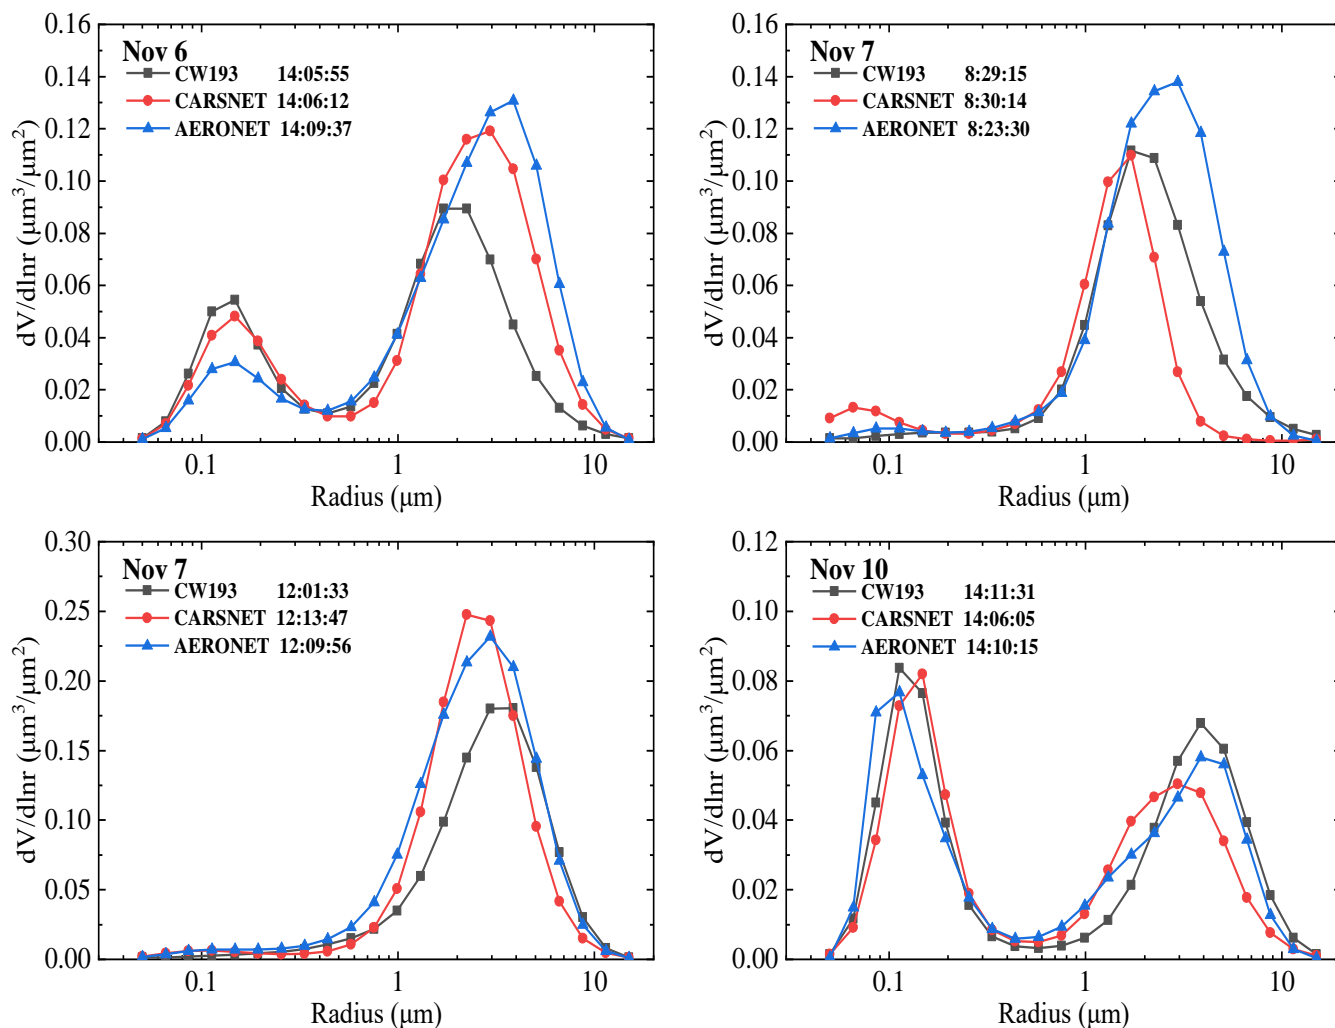 Nov 6
CW193 14:05:55
CARSNET 14:06:12
AERONET 14:09:37
dV/dlnr (μm³/μm²)
0.16
0.14
0.12
0.10
0.08
0.06
0.04
0.02
0.00
0.1 1 10
Radius (μm)
Nov 7
CW193 8:29:15
CARSNET 8:30:14
AERONET 8:23:30
dV/dlnr (μm³/μm²)
0.16
0.14
0.12
0.10
0.08
0.06
0.04
0.02
0.00
0.1 1 10
Radius (μm)
Nov 7
CW193 12:01:33
CARSNET 12:13:47
AERONET 12:09:56
dV/dlnr (μm³/μm²)
0.30
0.25
0.20
0.15
0.10
0.05
0.00
0.1 1 10
Radius (μm)
Nov 10
CW193 14:11:31
CARSNET 14:06:05
AERONET 14:10:15
dV/dlnr (μm³/μm²)
0.12
0.10
0.08
0.06
0.04
0.02
0.00
0.1 1 10
Radius (μm)